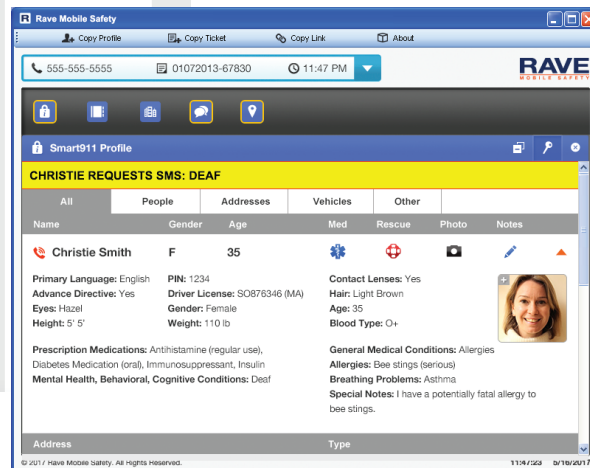 Rave Mobile Safety
Copy Profile Copy Ticket Copy Link About
555-555-5555 01072013-67830 11:47 PM
RAVE
MOBILE SAFETY
Smart911 Profile
CHRISTIE REQUESTS SMS: DEAF
All People Addresses Vehicles Other
Name Gender Age Med Rescue Photo Notes
Christie Smith F 35
Primary Language: English PIN: 1234 Contact Lenses: Yes
Advance Directive: Yes Driver License: SO876346 (MA) Hair: Light Brown
Eyes: Hazel Gender: Female Age: 35
Height: 5' 5' Weight: 110 lb Blood Type: O+
Prescription Medications: Antihistamine (regular use),
Diabetes Medication (oral), Immunosuppressant, Insulin
Mental Health, Behavioral, Cognitive Conditions: Deaf
General Medical Conditions: Allergies
Allergies: Bee stings (serious)
Breathing Problems: Asthma
Special Notes: I have a potentially fatal allergy to
bee stings.
Address Type
© 2017 Rave Mobile Safety. All Rights Reserved. 11:47:23 5/16/2017